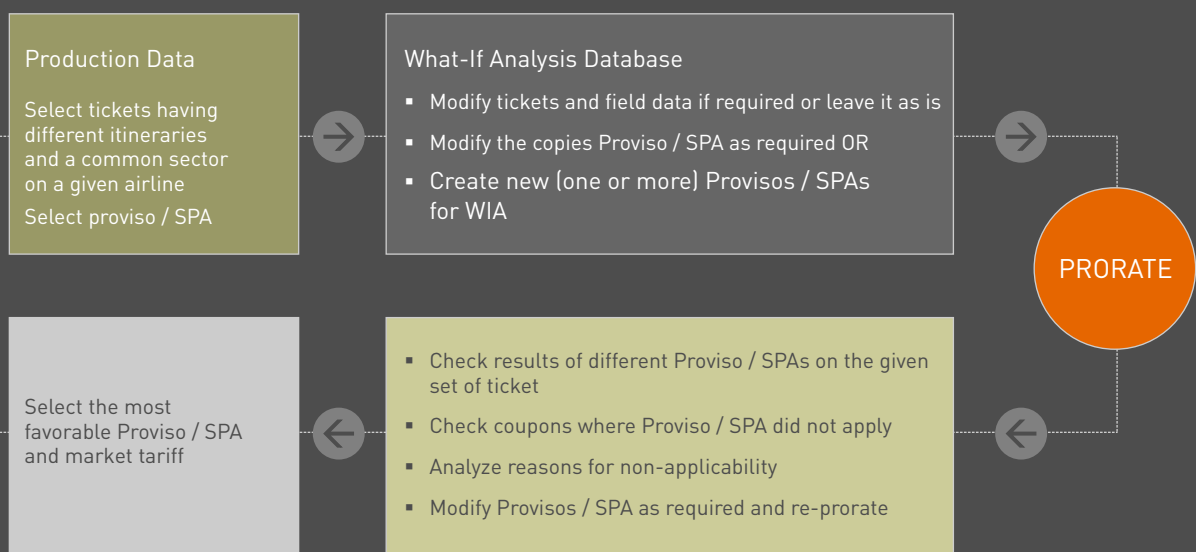 Production Data
Select tickets having
different itineraries
and a common sector
on a given airline
Select proviso / SPA
What-If Analysis Database
▪ Modify tickets and field data if required or leave it as is
▪ Modify the copies Proviso / SPA as required OR
▪ Create new (one or more) Provisos / SPAs
for WIA
PRORATE
▪ Check results of different Proviso / SPAs on the given
set of ticket
▪ Check coupons where Proviso / SPA did not apply
▪ Analyze reasons for non-applicability
▪ Modify Provisos / SPA as required and re-prorate
Select the most
favorable Proviso / SPA
and market tariff